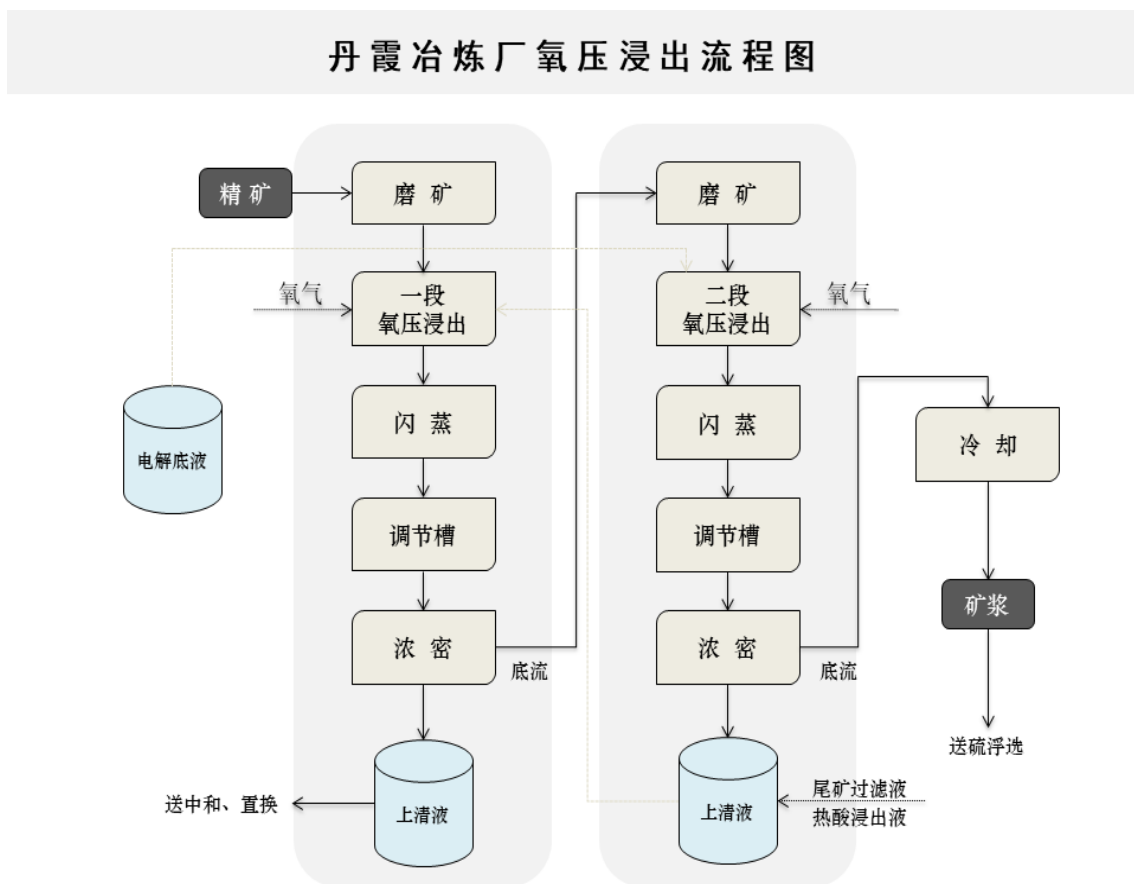 丹霞冶炼厂氧压浸出流程图
精矿
磨矿
磨矿
氧气
一段
氧压浸出
二段
氧压浸出
氧气
闪蒸
闪蒸
冷却
电解底液
调节槽
调节槽
矿浆
浓密
底流
浓密
底流
送硫浮选
送中和、置换
上清液
上清液
尾矿过滤液
热酸浸出液